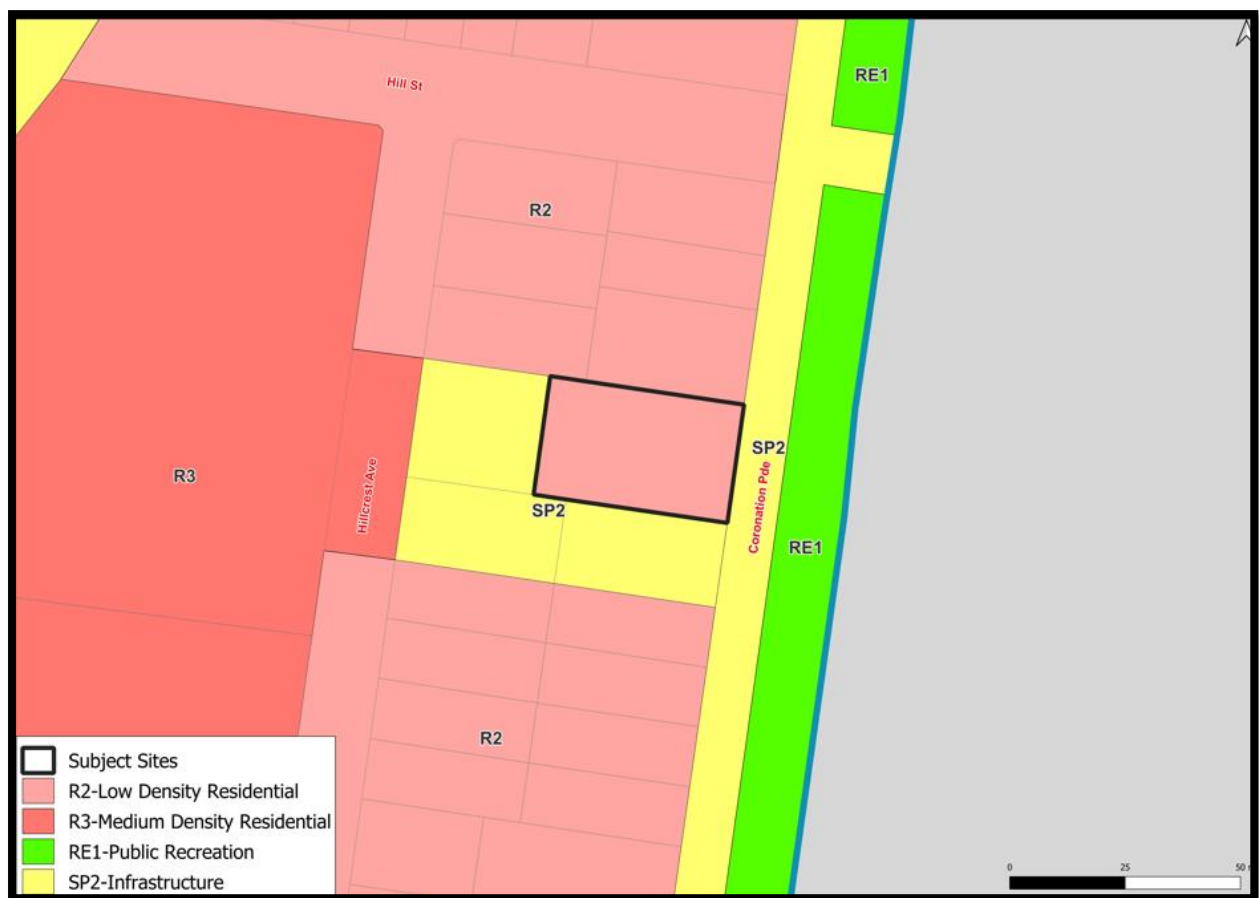 RE1
Hill St
R2
SP2
R3
Hillcrest Ave
SP2
Coronation Pde
RE1
R2
Subject Sites
R2-Low Density Residential
R3-Medium Density Residential
RE1-Public Recreation
SP2-Infrastructure
0 25 50